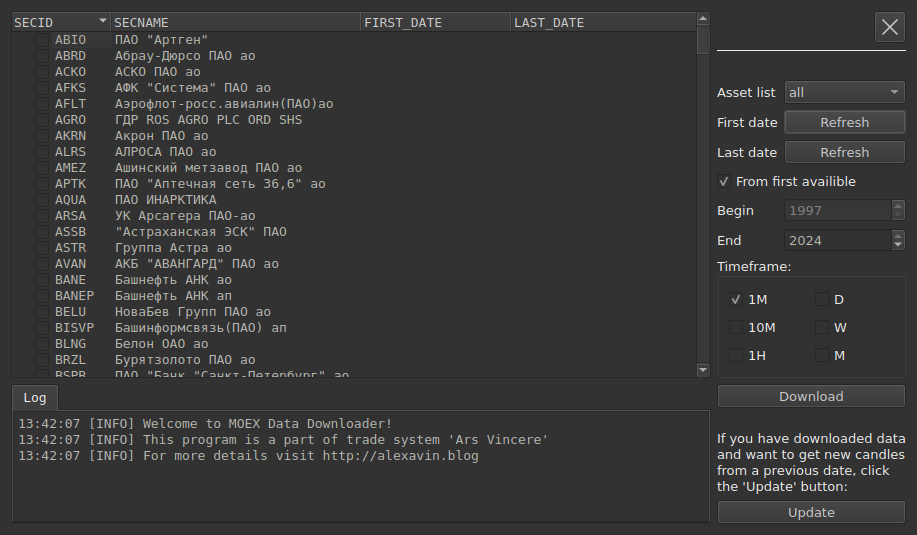 SECID SECNAME FIRST_DATE LAST_DATE
ABIO ПАО "Артген"
ABRD Абрау-Дюрсо ПАО ао
ACKO АСКО ПАО ао
AFKS АФК "Система" ПАО ао
AFLT Аэрофлот-росс.авиалин(ПАО)ао
AGRO ГДР ROS AGRO PLC ORD SHS
AKRN Акрон ПАО ао
ALRS АЛРОСА ПАО ао
AMEZ Ашинский метзавод ПАО ао
APTK ПАО "Аптечная сеть 36,6" ао
AQUA ПАО ИНАРКТИКА
ARSA УК Арсагера ПАО-ао
ASSB "Астраханская ЭСК" ПАО
ASTR Группа Астра ао
AVAN АКБ "АВАНГАРД" ПАО ао
BANE Башнефть АНК ао
BANEP Башнефть АНК ап
BELU НоваБев Групп ПАО ао
BISVP Башинформсвязь(ПАО) ап
BLNG Белон ОАО ао
BRZL Бурятзолото ПАО ао
BSPB ПАО "Банк "Санкт-Петербург" ао
Asset list all
First date Refresh
Last date Refresh
From first availible
Begin 1997
End 2024
Timeframe:
1M D
10M W
1H M
Download
If you have downloaded data
and want to get new candles
from a previous date, click
the 'Update' button:
Update
Log
13:42:07 [INFO] Welcome to MOEX Data Downloader!
13:42:07 [INFO] This program is a part of trade system 'Ars Vincere'
13:42:07 [INFO] For more details visit http://alexavin.blog